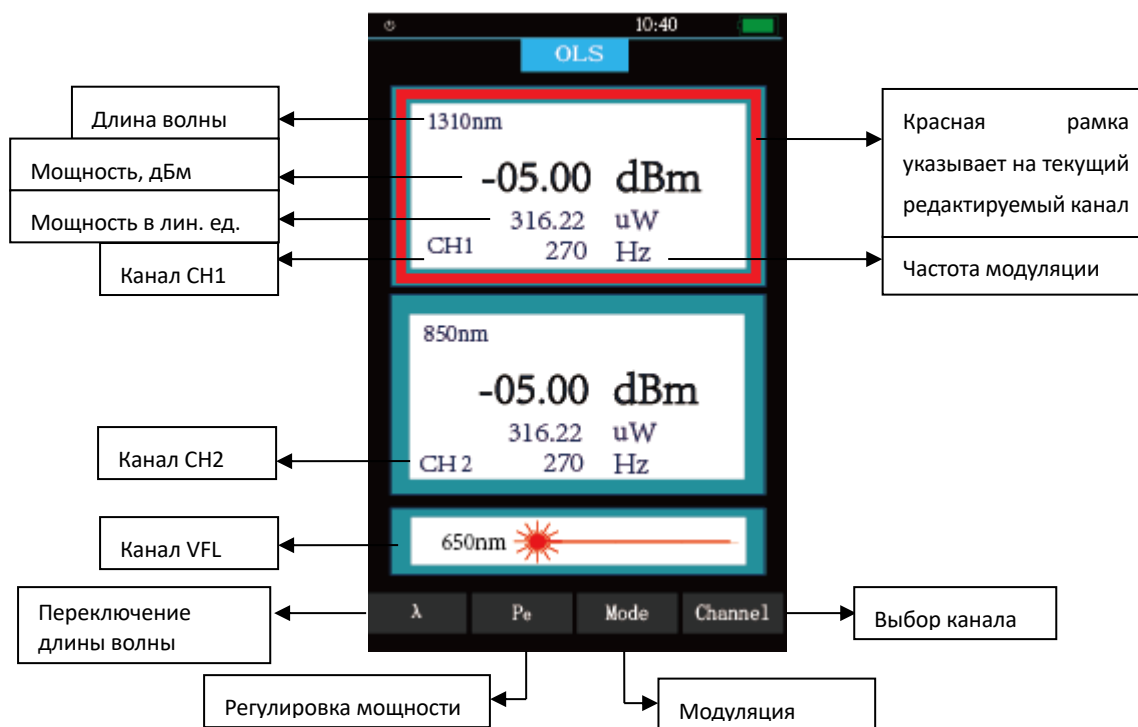 10:40
OLS
Длина волны
Мощность, дБм
Мощность в лин. ед.
Канал CH1
1310nm
-05.00 dBm
316.22 uW
CH1 270 Hz
Красная рамка
указывает на текущий
редактируемый канал
Частота модуляции
850nm
-05.00 dBm
316.22 uW
CH 2 270 Hz
Канал CH2
Канал VFL
650nm
Переключение
длины волны
λ Pe Mode Channel
Выбор канала
Регулировка мощности
Модуляция